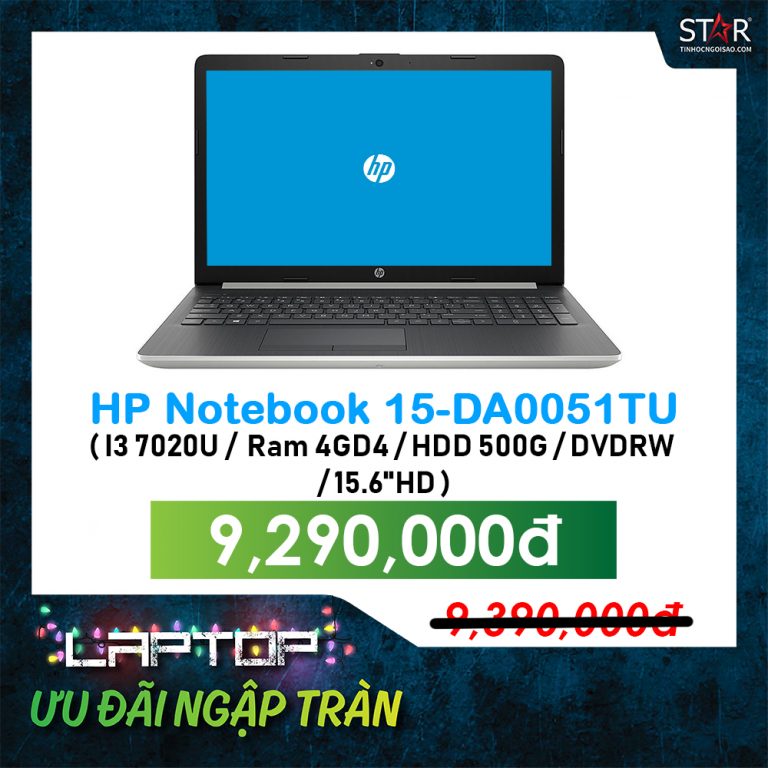 STAR
TINHOCNGOISAO.COM
hp
hp
HP Notebook 15-DA0051TU
( I3 7020U / Ram 4GD4 / HDD 500G / DVDRW
/ 15.6"HD )
9,290,000đ
9,390,000đ
LAPTOP
ƯU ĐÃI NGẬP TRÀN